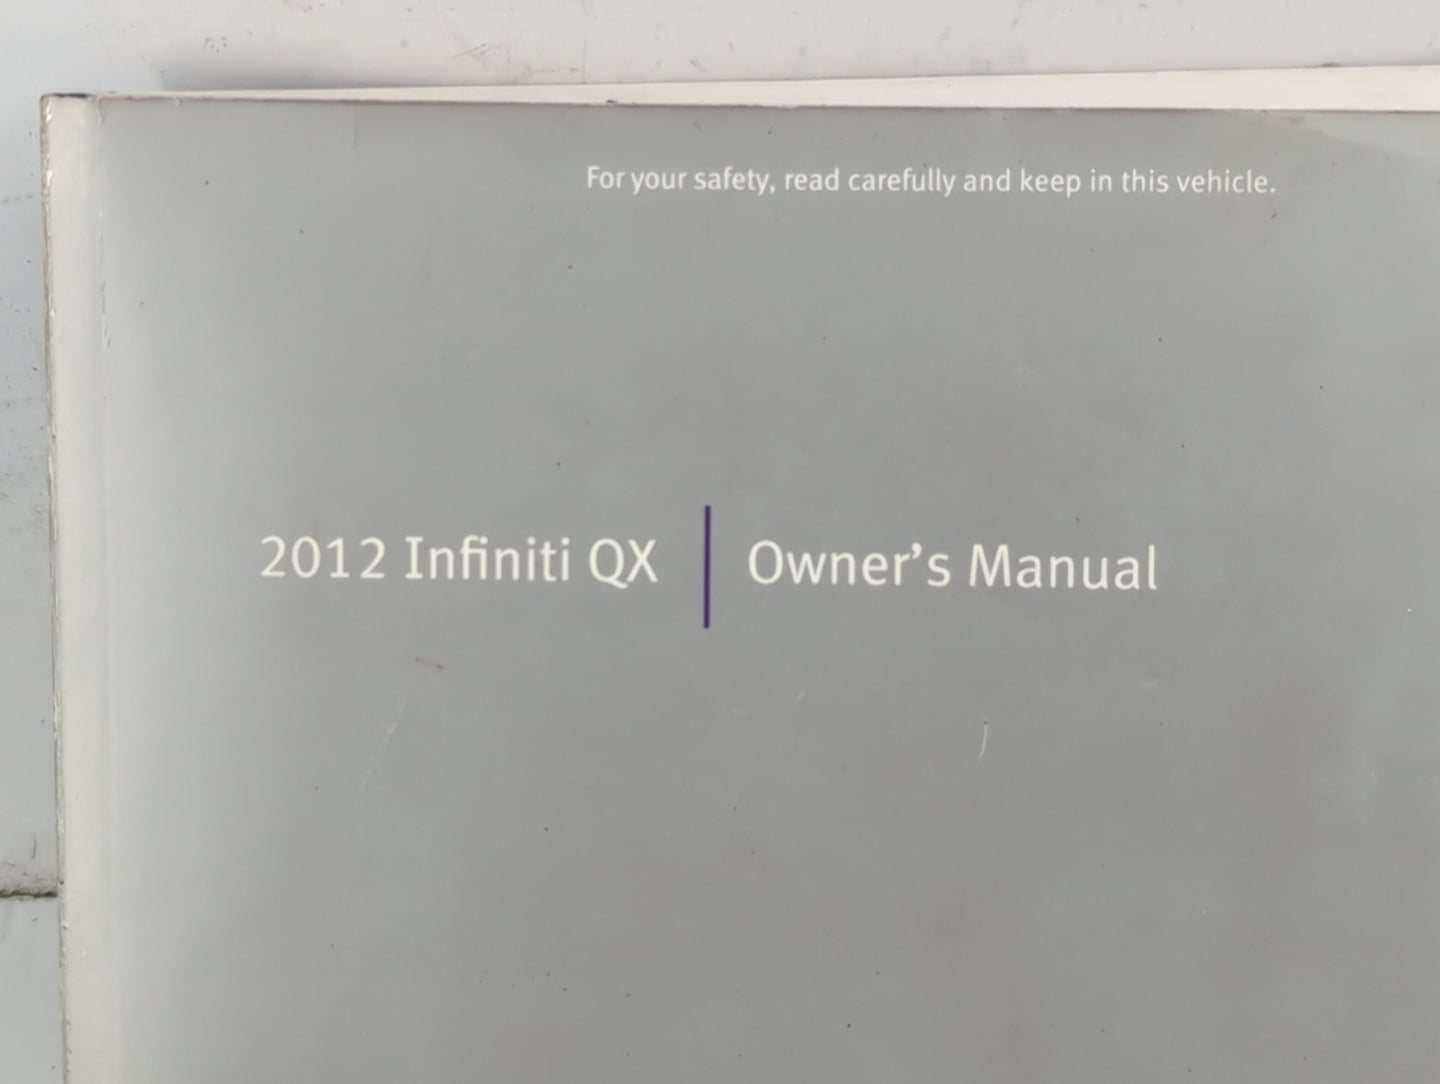 For your safety, read carefully and keep in this vehicle.
2012 Infiniti QX | Owner’s Manual